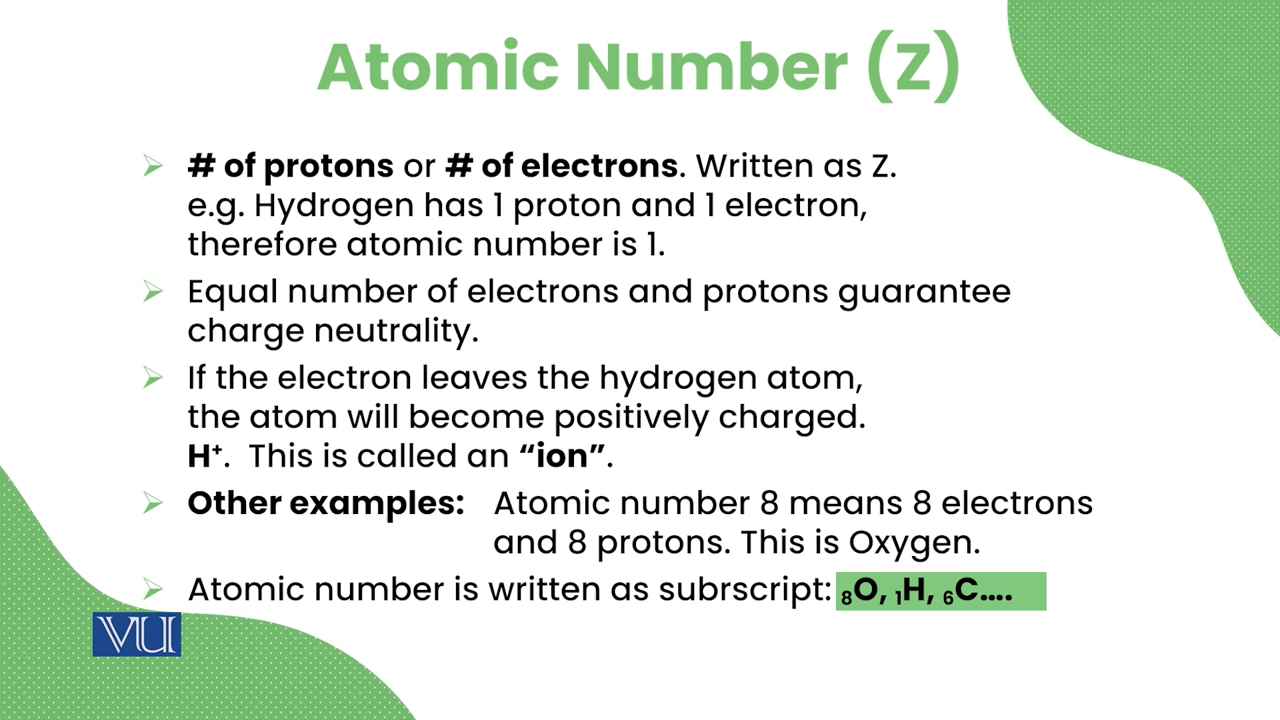 Atomic Number (Z)
# of protons or # of electrons. Written as Z.
e.g. Hydrogen has 1 proton and 1 electron,
therefore atomic number is 1.
Equal number of electrons and protons guarantee
charge neutrality.
If the electron leaves the hydrogen atom,
the atom will become positively charged.
H⁺.  This is called an “ion”.
Other examples:   Atomic number 8 means 8 electrons
and 8 protons. This is Oxygen.
Atomic number is written as subrscript: ₈O, ₁H, ₆C....
VU